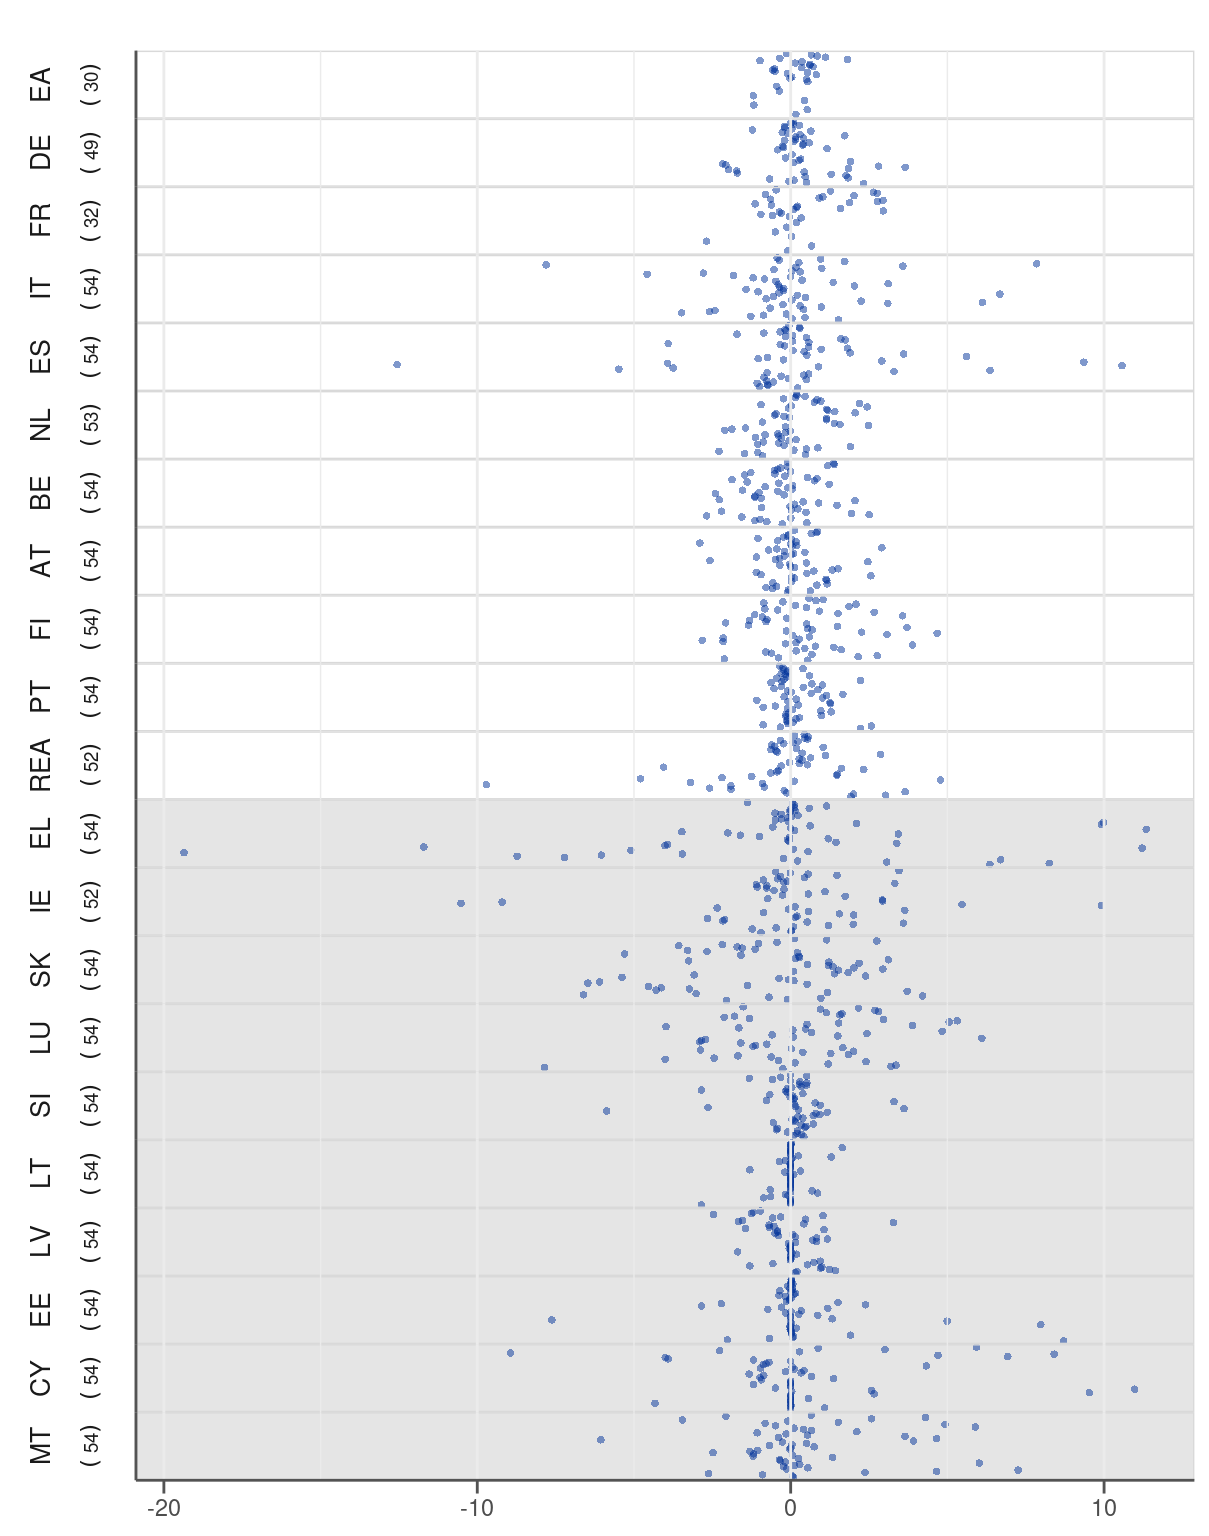 EA ( 30)
DE ( 49)
FR ( 32)
IT ( 54)
ES ( 54)
NL ( 53)
BE ( 54)
AT ( 54)
FI ( 54)
PT ( 54)
REA ( 52)
EL ( 54)
IE ( 52)
SK ( 54)
LU ( 54)
SI ( 54)
LT ( 54)
LV ( 54)
EE ( 54)
CY ( 54)
MT ( 54)
-20 -10 0 10